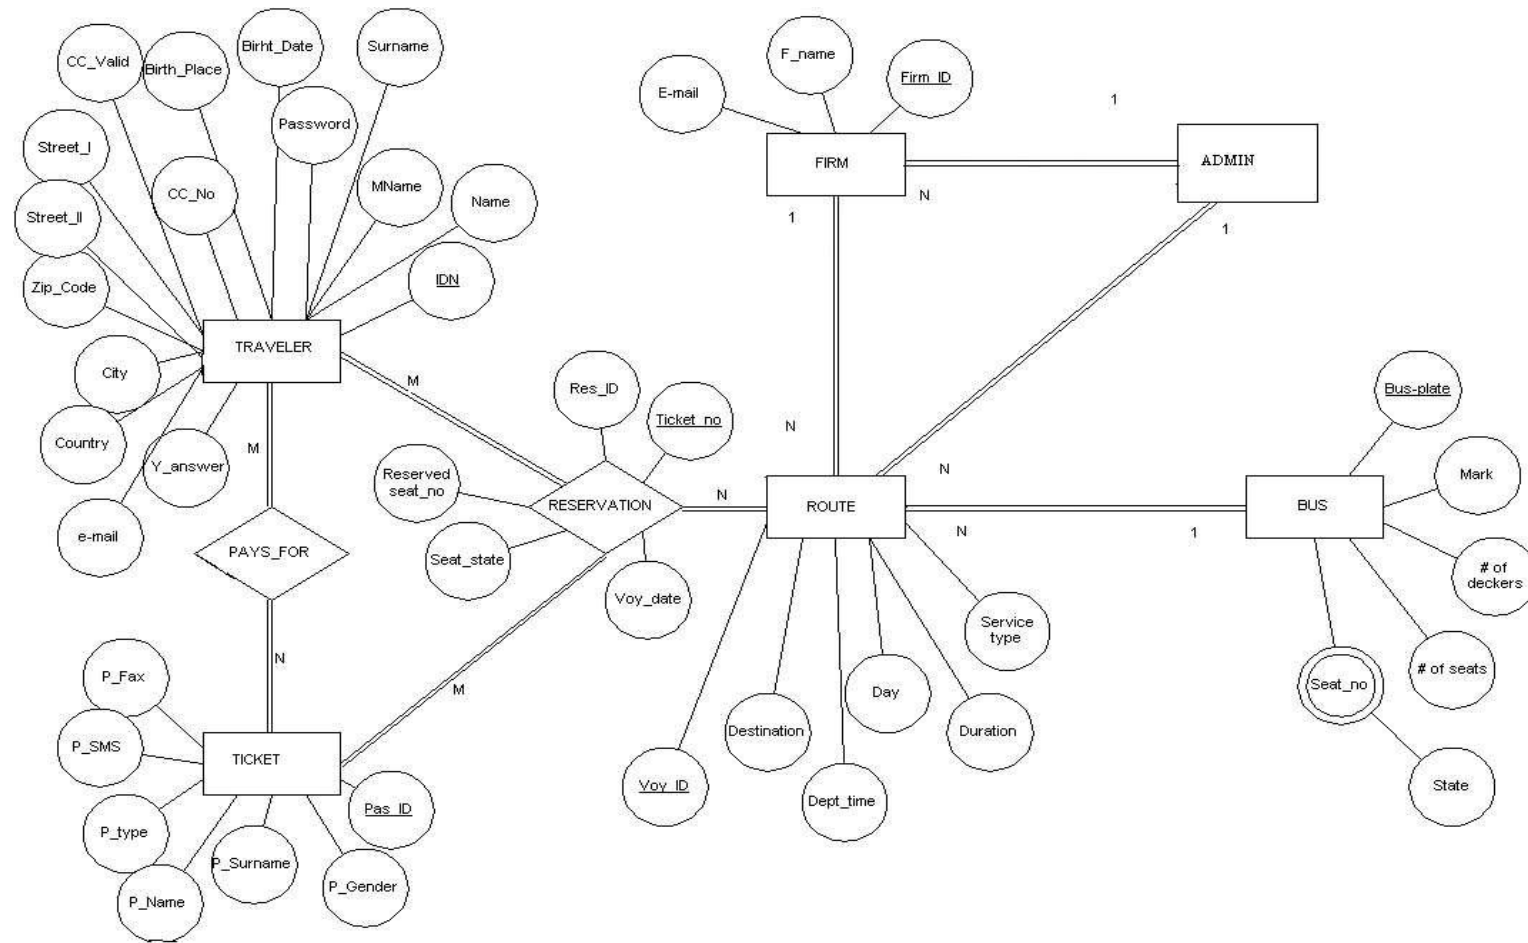 Birht_Date
Surname
CC_Valid
Birth_Place
Password
Street_I
CC_No
MName
Name
Street_II
IDN
Zip_Code
TRAVELER
City
Country
Y_answer
e-mail
M
M
PAYS_FOR
N
P_Fax
P_SMS
TICKET
P_type
Pas_ID
P_Surname
P_Name
P_Gender
M
Res_ID
Ticket_no
Reserved
seat_no
RESERVATION
Seat_state
Voy_date
N
F_name
Firm_ID
E-mail
FIRM
1
ADMIN
N
1
1
N
N
ROUTE
N
1
Service
type
Day
Destination
Duration
Voy_ID
Dept_time
Bus-plate
Mark
BUS
# of
deckers
# of seats
Seat_no
State